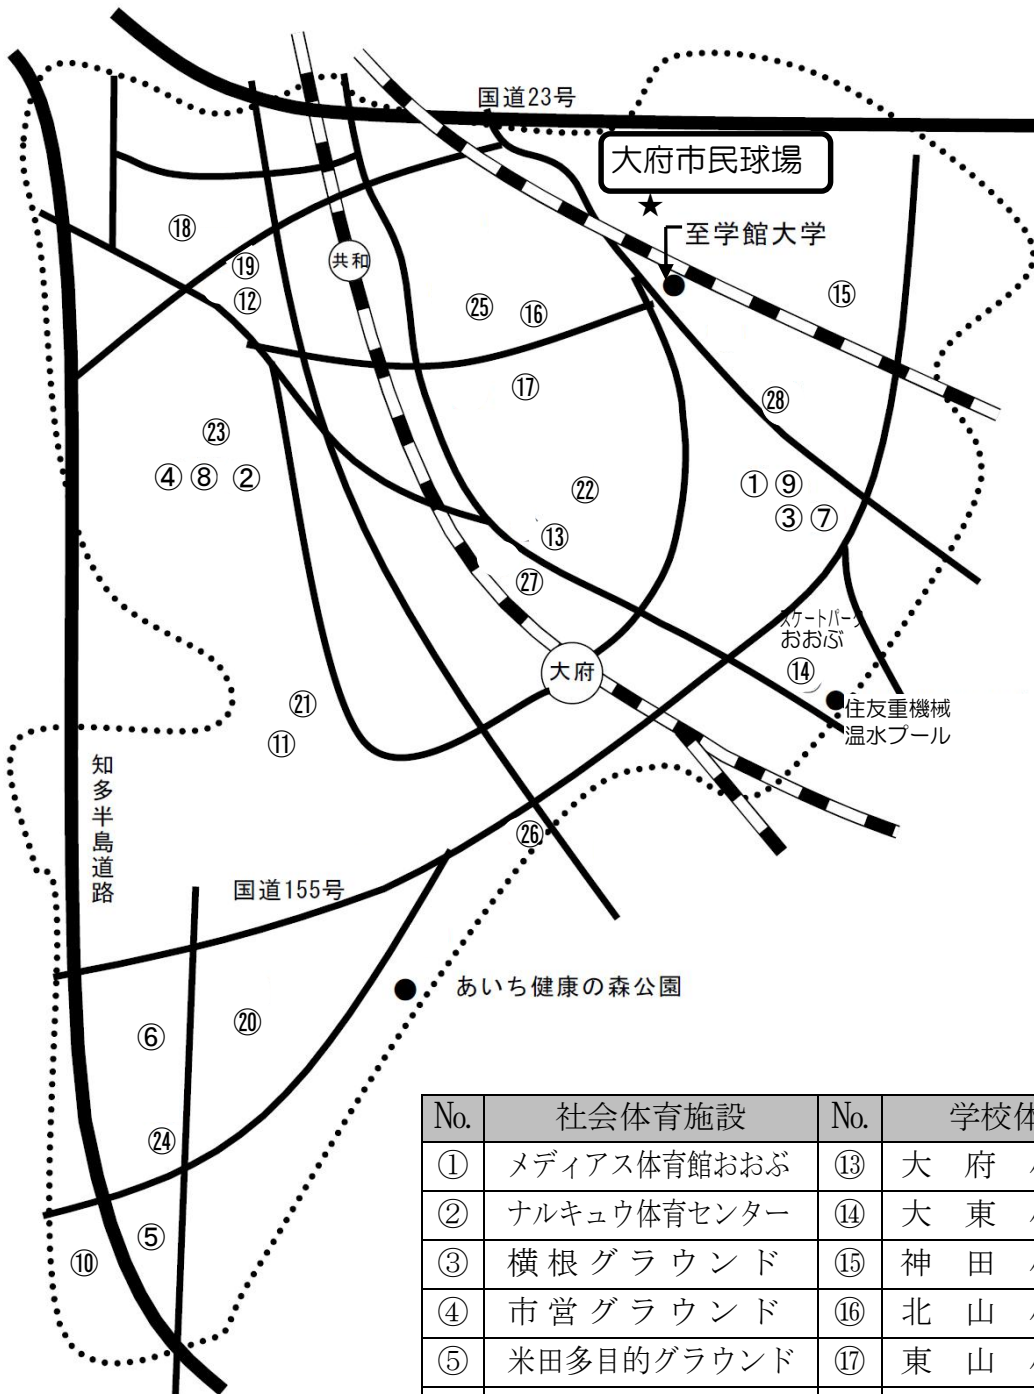 国道23号
大府市民球場
★
至学館大学
⑱
⑲
共和
⑮
⑫
㉕ ⑯
⑰
㉘
㉓
④ ⑧ ②
① ⑨
㉒
③ ⑦
⑬
㉗
スケートパーク
おおぶ
大府
⑭
㉑
住友重機械
温水プール
⑪
知多半島道路
㉖
国道155号
あいち健康の森公園
⑳
⑥
㉔
⑤
⑩
No. 社会体育施設 No. 学校体
① メディアス体育館おおぶ ⑬ 大府
② ナルキュウ体育センター ⑭ 大東
③ 横根グラウンド ⑮ 神田
④ 市営グラウンド ⑯ 北山
⑤ 米田多目的グラウンド ⑰ 東山